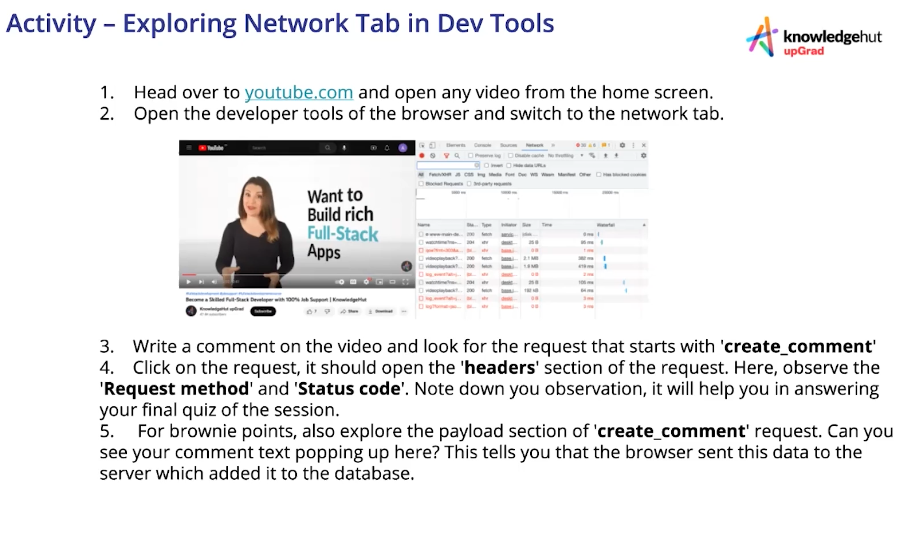 Activity – Exploring Network Tab in Dev Tools
knowledgehut
upGrad
1. Head over to youtube.com and open any video from the home screen.
2. Open the developer tools of the browser and switch to the network tab.
YouTube
Search
Want to
Build rich
Full-Stack
Apps
Become a Skilled Full-Stack Developer with 100% Job Support | KnowledgeHut
KnowledgeHut upGrad
Subscribe
Share
Download
Elements Console Sources Network
Preserve log Disable cache No throttling
Invert Hide data URLs
All Fetch/XHR JS CSS Img Media Font Doc WS Wasm Manifest Other Has blocked cookies
Blocked Requests 3rd-party requests
Name Sta... Type Initiator Size Time Waterfall
3. Write a comment on the video and look for the request that starts with 'create_comment'
4. Click on the request, it should open the 'headers' section of the request. Here, observe the
'Request method' and 'Status code'. Note down you observation, it will help you in answering
your final quiz of the session.
5. For brownie points, also explore the payload section of 'create_comment' request. Can you
see your comment text popping up here? This tells you that the browser sent this data to the
server which added it to the database.